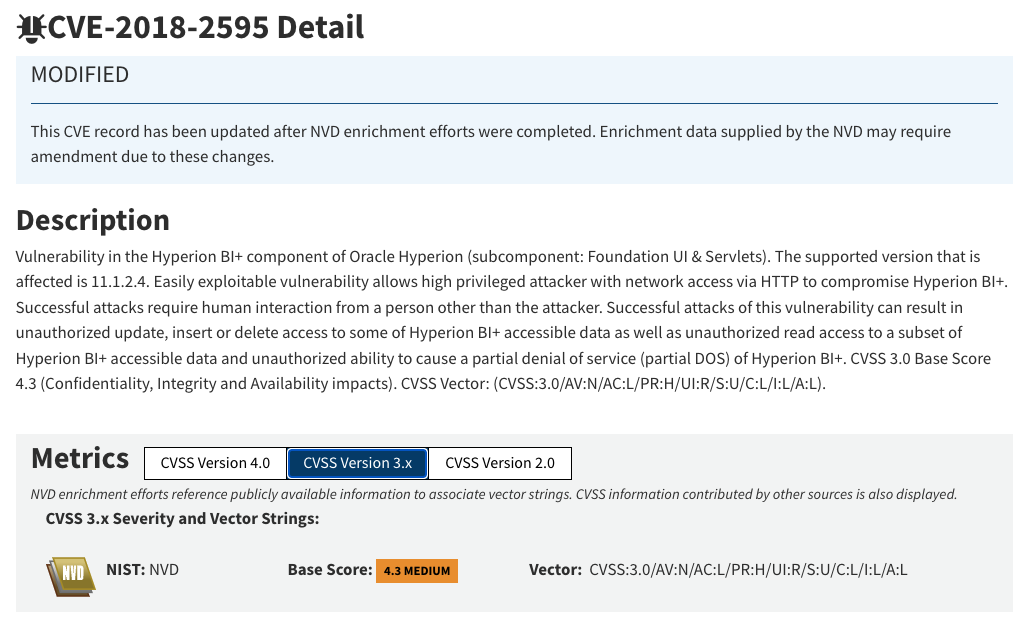 CVE-2018-2595 Detail
MODIFIED
This CVE record has been updated after NVD enrichment efforts were completed. Enrichment data supplied by the NVD may require
amendment due to these changes.
Description
Vulnerability in the Hyperion BI+ component of Oracle Hyperion (subcomponent: Foundation UI & Servlets). The supported version that is
affected is 11.1.2.4. Easily exploitable vulnerability allows high privileged attacker with network access via HTTP to compromise Hyperion BI+.
Successful attacks require human interaction from a person other than the attacker. Successful attacks of this vulnerability can result in
unauthorized update, insert or delete access to some of Hyperion BI+ accessible data as well as unauthorized read access to a subset of
Hyperion BI+ accessible data and unauthorized ability to cause a partial denial of service (partial DOS) of Hyperion BI+. CVSS 3.0 Base Score
4.3 (Confidentiality, Integrity and Availability impacts). CVSS Vector: (CVSS:3.0/AV:N/AC:L/PR:H/UI:R/S:U/C:L/I:L/A:L).
Metrics CVSS Version 4.0 CVSS Version 3.x CVSS Version 2.0
NVD enrichment efforts reference publicly available information to associate vector strings. CVSS information contributed by other sources is also displayed.
CVSS 3.x Severity and Vector Strings:
NVD NIST: NVD Base Score: 4.3 MEDIUM Vector: CVSS:3.0/AV:N/AC:L/PR:H/UI:R/S:U/C:L/I:L/A:L